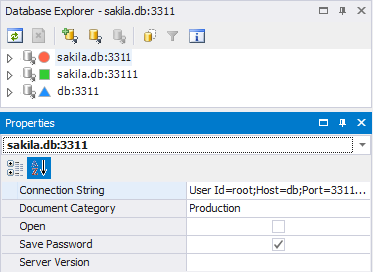 Database Explorer - sakila.db:3311
sakila.db:3311
sakila.db:33111
db:3311
Properties
sakila.db:3311
Connection String User Id=root;Host=db;Port=3311...
Document Category Production
Open
Save Password
Server Version